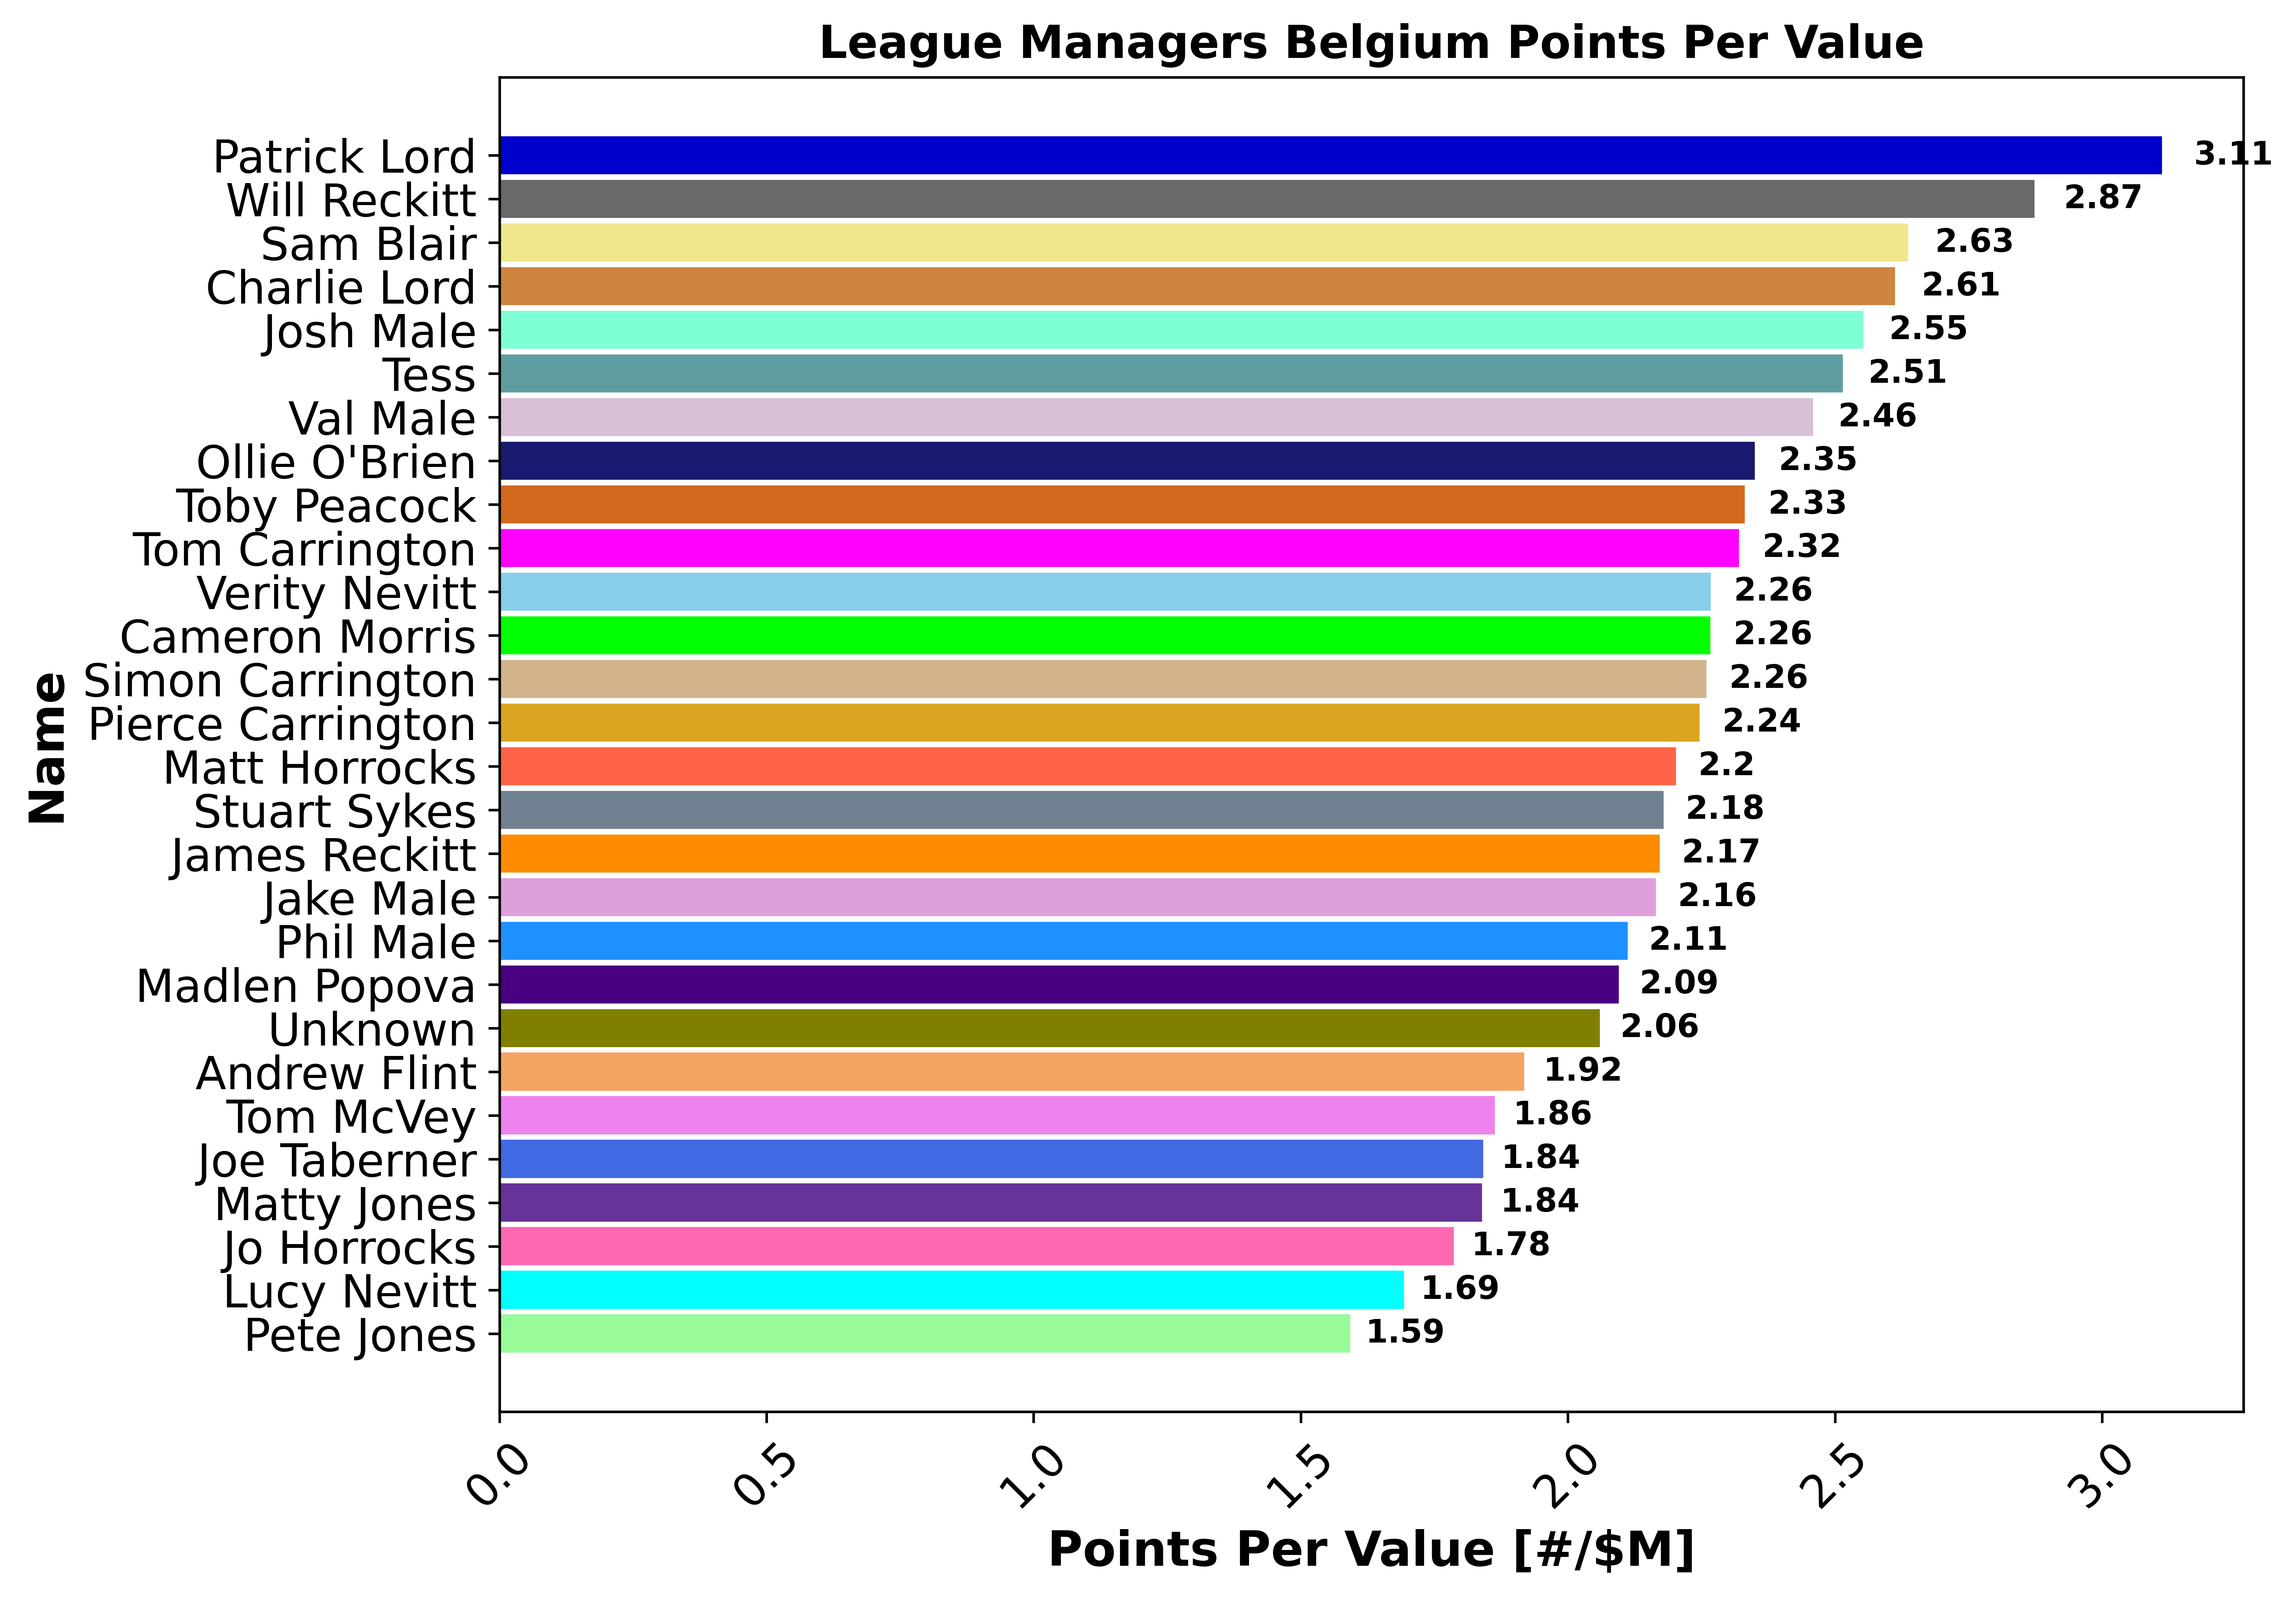 League Managers Belgium Points Per Value
Patrick Lord 3.11
Will Reckitt 2.87
Sam Blair 2.63
Charlie Lord 2.61
Josh Male 2.55
Tess 2.51
Val Male 2.46
Ollie O'Brien 2.35
Toby Peacock 2.33
Tom Carrington 2.32
Verity Nevitt 2.26
Cameron Morris 2.26
Simon Carrington 2.26
Pierce Carrington 2.24
Matt Horrocks 2.2
Stuart Sykes 2.18
James Reckitt 2.17
Jake Male 2.16
Phil Male 2.11
Madlen Popova 2.09
Unknown 2.06
Andrew Flint 1.92
Tom McVey 1.86
Joe Taberner 1.84
Matty Jones 1.84
Jo Horrocks 1.78
Lucy Nevitt 1.69
Pete Jones 1.59
Name
0.0 0.5 1.0 1.5 2.0 2.5 3.0
Points Per Value [#/$M]